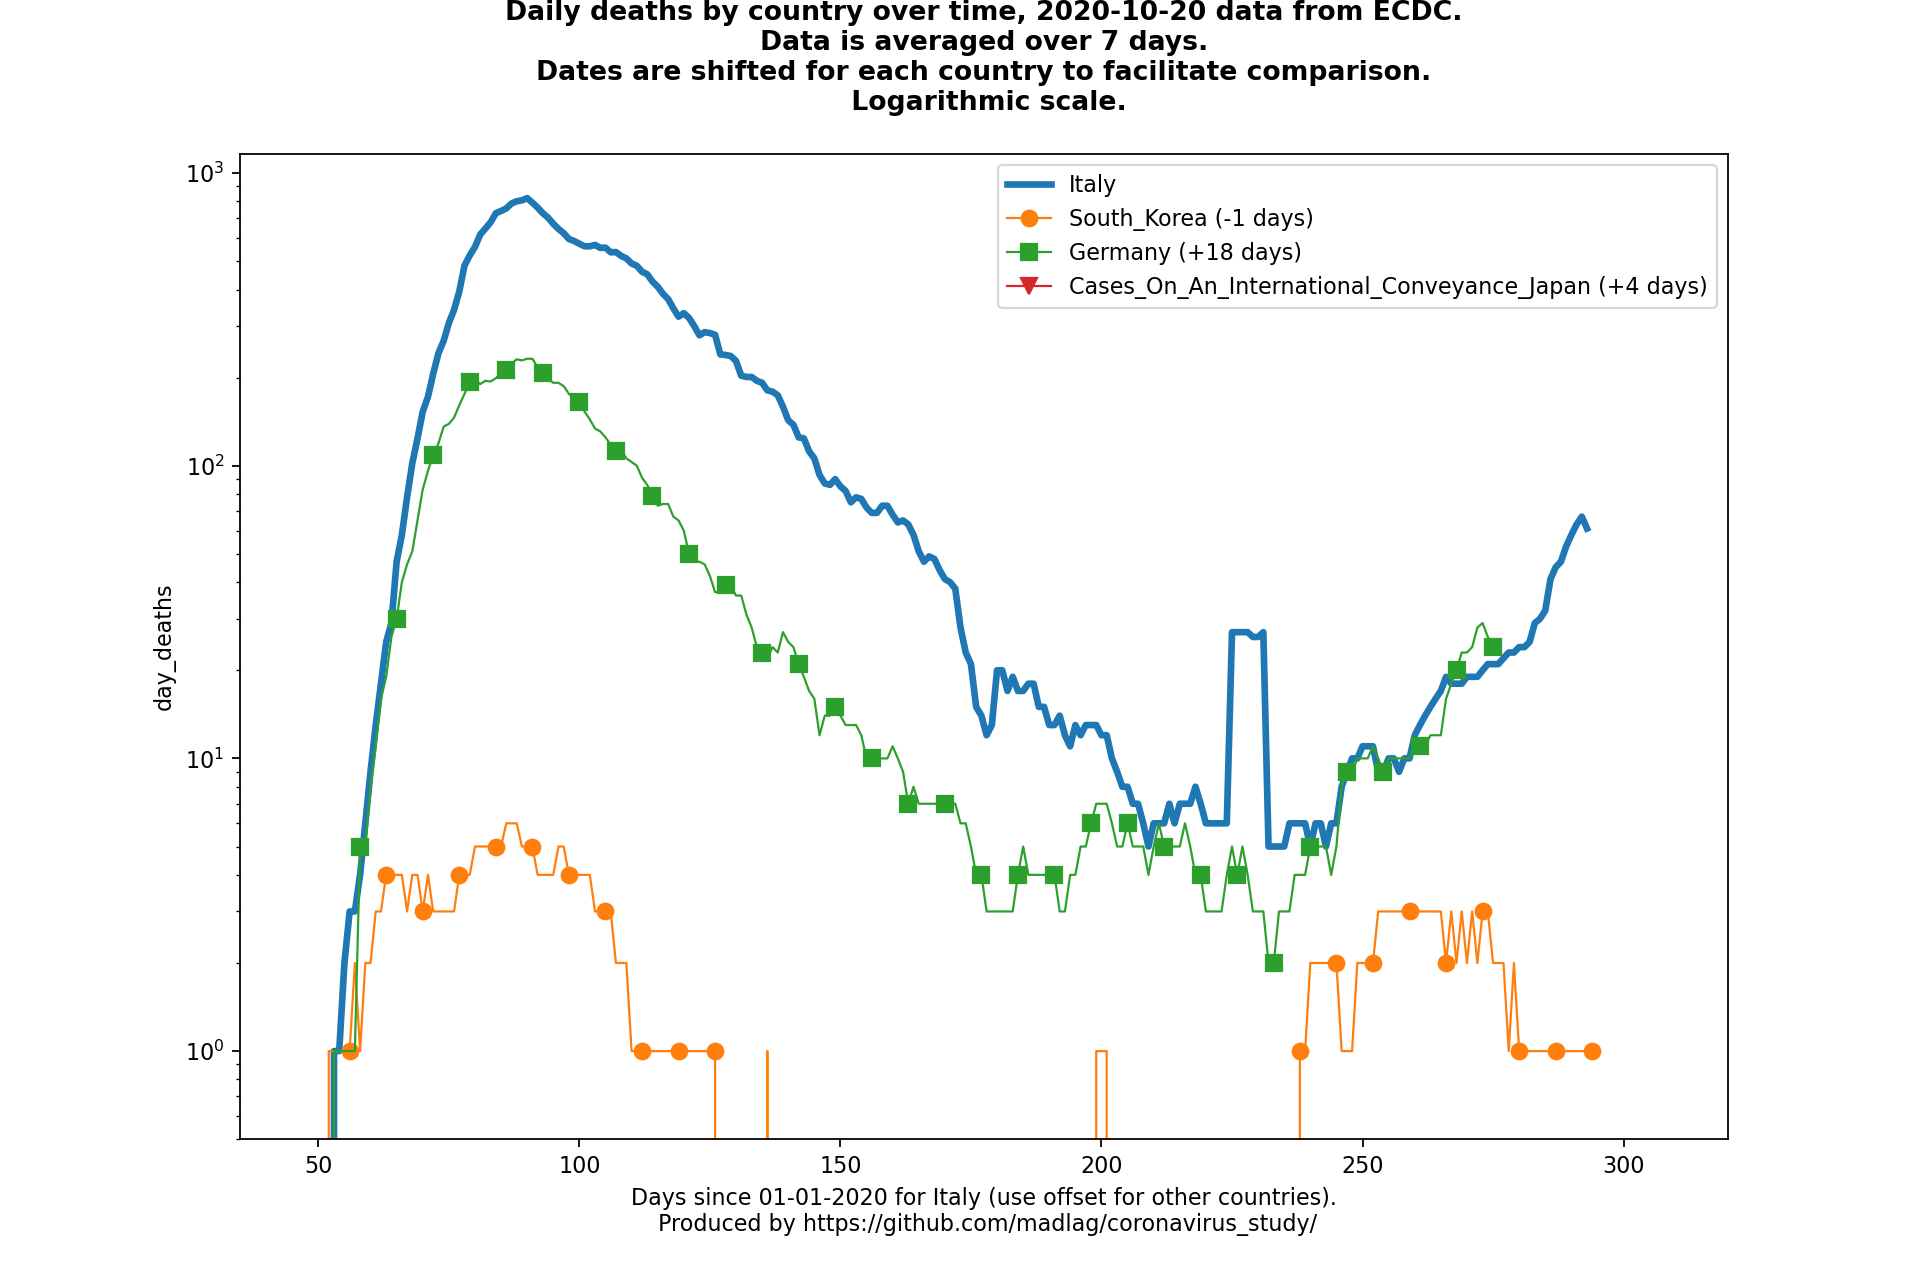 Daily deaths by country over time, 2020-10-20 data from ECDC.
Data is averaged over 7 days.
Dates are shifted for each country to facilitate comparison.
Logarithmic scale.
Italy
South_Korea (-1 days)
Germany (+18 days)
Cases_On_An_International_Conveyance_Japan (+4 days)
10³
10²
10¹
10⁰
day_deaths
50 100 150 200 250 300
Days since 01-01-2020 for Italy (use offset for other countries).
Produced by https://github.com/madlag/coronavirus_study/